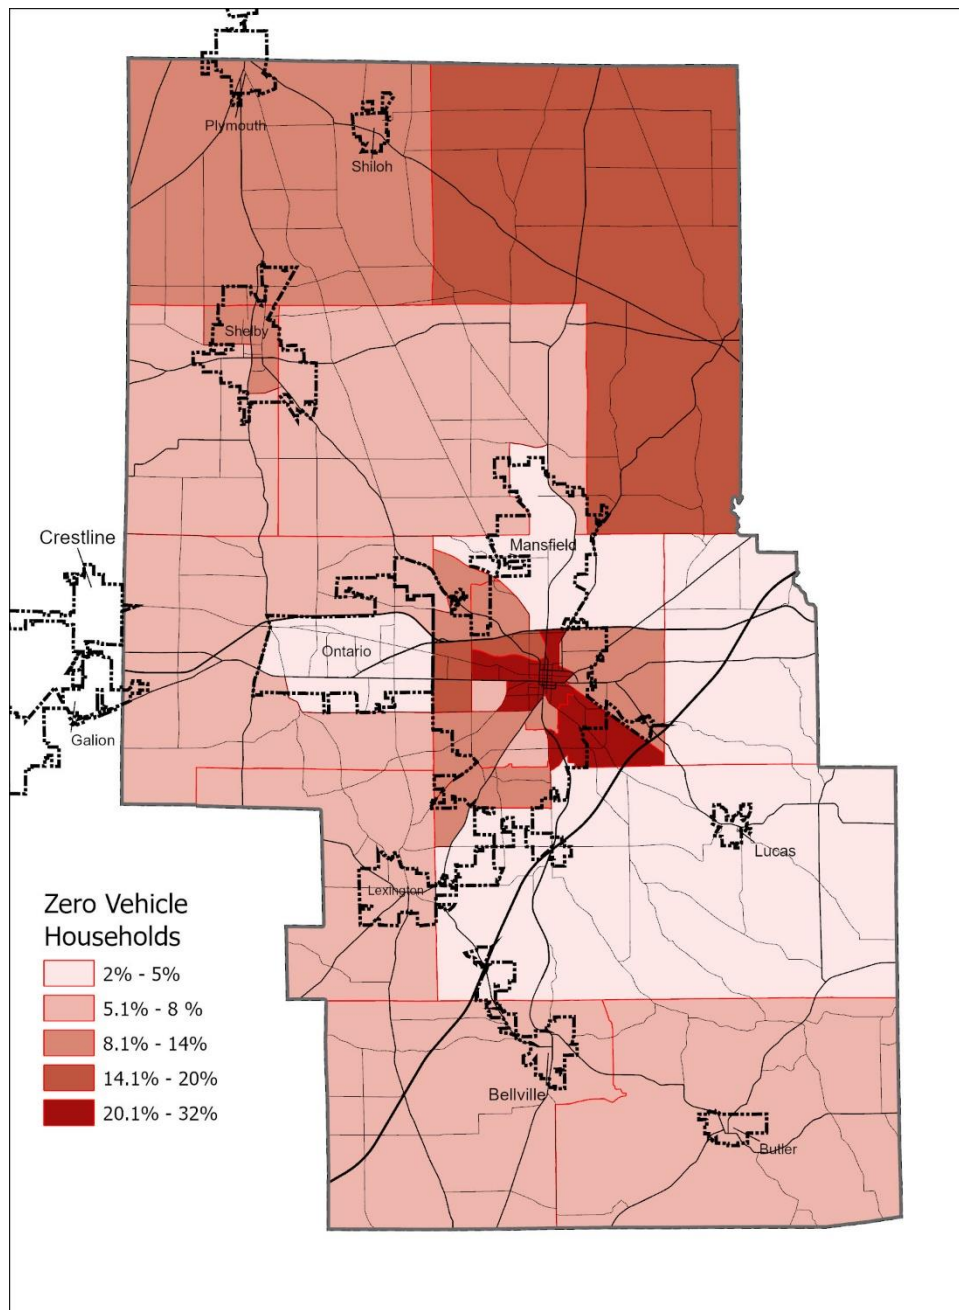 Plymouth
Shiloh
Shelby
Crestline
Mansfield
Ontario
Galion
Lucas
Lexington
Zero Vehicle
Households
2% - 5%
5.1% - 8 %
8.1% - 14%
14.1% - 20%
20.1% - 32%
Bellville
Butler